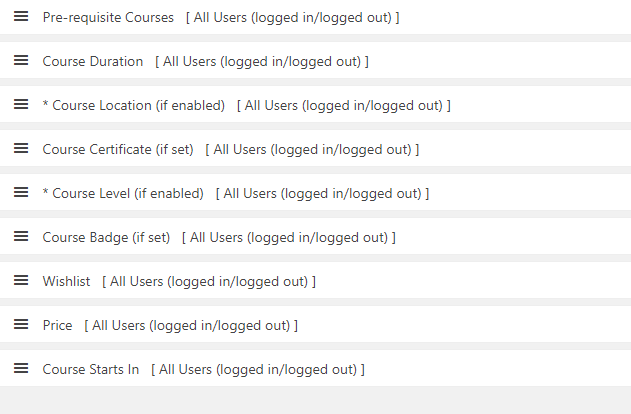 Pre-requisite Courses [ All Users (logged in/logged out) ]
Course Duration [ All Users (logged in/logged out) ]
* Course Location (if enabled) [ All Users (logged in/logged out) ]
Course Certificate (if set) [ All Users (logged in/logged out) ]
* Course Level (if enabled) [ All Users (logged in/logged out) ]
Course Badge (if set) [ All Users (logged in/logged out) ]
Wishlist [ All Users (logged in/logged out) ]
Price [ All Users (logged in/logged out) ]
Course Starts In [ All Users (logged in/logged out) ]